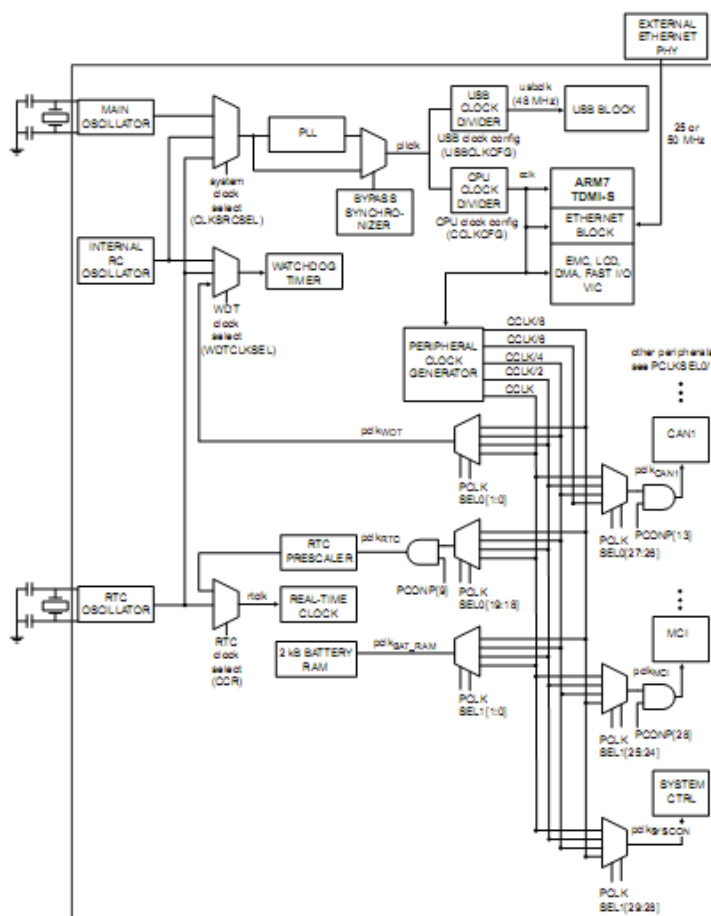 EXTERNAL
ETHERNET
PHY
MAIN
OSCILLATOR
PLL
USB
CLOCK
DIVIDER
usbclk
(48 MHz)
USB BLOCK
25 or
50 MHz
pllclk
USB clock config
(USBCLKCFG)
system
clock
select
(CLKSRCSEL)
BYPASS
SYNCHRO-
NIZER
CPU
CLOCK
DIVIDER
cclk
CPU clock config
(CCLKCFG)
ARM7
TDMI-S
ETHERNET
BLOCK
EMC, LCD,
DMA, FAST I/O
VIC
INTERNAL
RC
OSCILLATOR
WATCHDOG
TIMER
WDT
clock
select
(WDTCLKSEL)
PERIPHERAL
CLOCK
GENERATOR
CCLK/8
CCLK/6
CCLK/4
CCLK/2
CCLK
other peripherals
see PCLKSEL0/
CAN1
pclkWDT
pclkCAN1
PCLK
SEL0[1:0]
PCONP[13]
PCLK
SEL0[27:26]
RTC
PRESCALER
pclkRTC
PCONP[9]
PCLK
SEL0[19:18]
RTC
OSCILLATOR
rtclk
REAL-TIME
CLOCK
RTC
clock
select
(CCR)
2 kB BATTERY
RAM
pclkBAT_RAM
PCLK
SEL1[1:0]
MCI
pclkMCI
PCONP[28]
PCLK
SEL1[25:24]
SYSTEM
CTRL
pclkSYSCON
PCLK
SEL1[29:28]